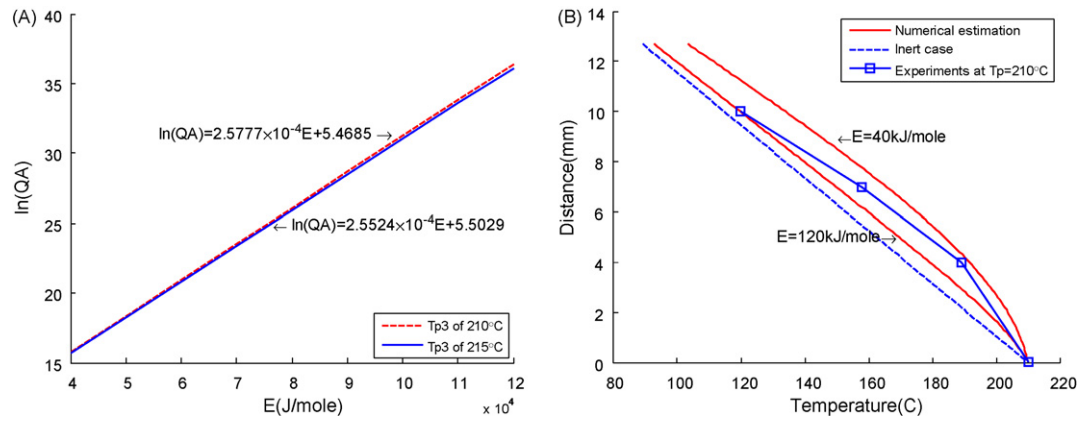 (A)
40
35
30
25
20
15
ln(QA)
ln(QA)=2.5777×10⁻⁴E+5.4685→
←ln(QA)=2.5524×10⁻⁴E+5.5029
Tp3 of 210°C
Tp3 of 215°C
4 5 6 7 8 9 10 11 12
E(J/mole)
x 10⁴
(B)
14
12
10
8
6
4
2
0
Distance(mm)
Numerical estimation
Inert case
Experiments at Tp=210°C
←E=40kJ/mole
E=120kJ/mole→
80 100 120 140 160 180 200 220
Temperature(C)